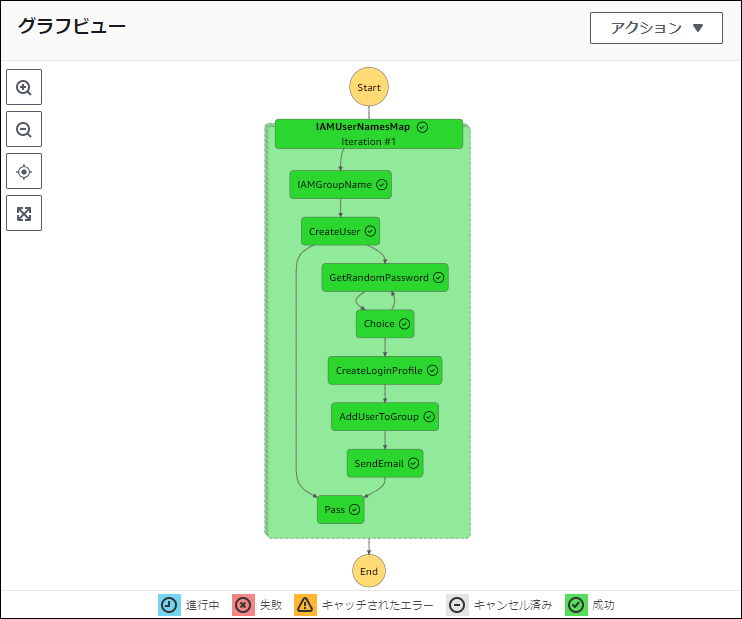 グラフビュー
アクション ▼
Start
IAMUserNamesMap
Iteration #1
IAMGroupName
CreateUser
GetRandomPassword
Choice
CreateLoginProfile
AddUserToGroup
SendEmail
Pass
End
進行中 失敗 キャッチされたエラー キャンセル済み 成功